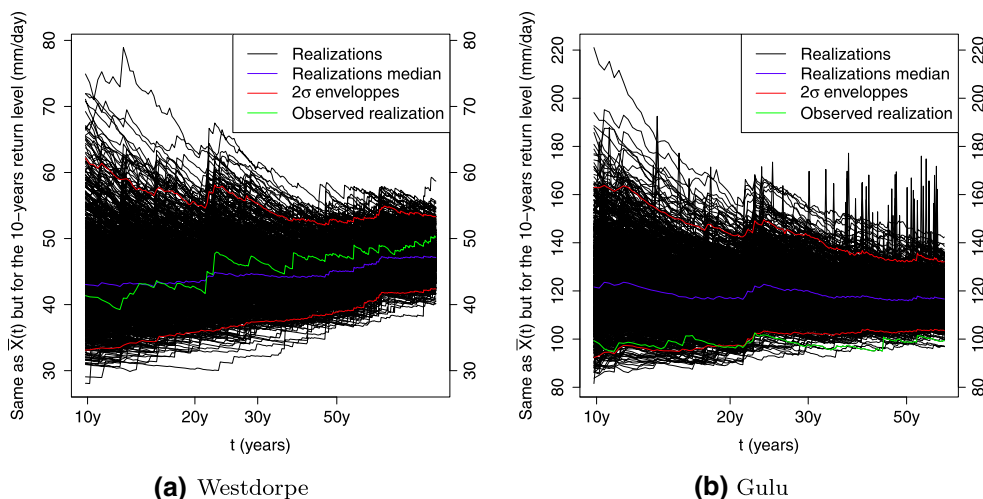 Same as X̅(t) but for the 10−years return level (mm/day)
80
70
60
50
40
30
Realizations
Realizations median
2σ enveloppes
Observed realization
80
70
60
50
40
30
10y 20y 30y 50y
t (years)
(a) Westdorpe
Same as X̅(t) but for the 10−years return level (mm/day)
220
200
180
160
140
120
100
80
Realizations
Realizations median
2σ enveloppes
Observed realization
220
200
180
160
140
120
100
80
10y 20y 30y 50y
t (years)
(b) Gulu